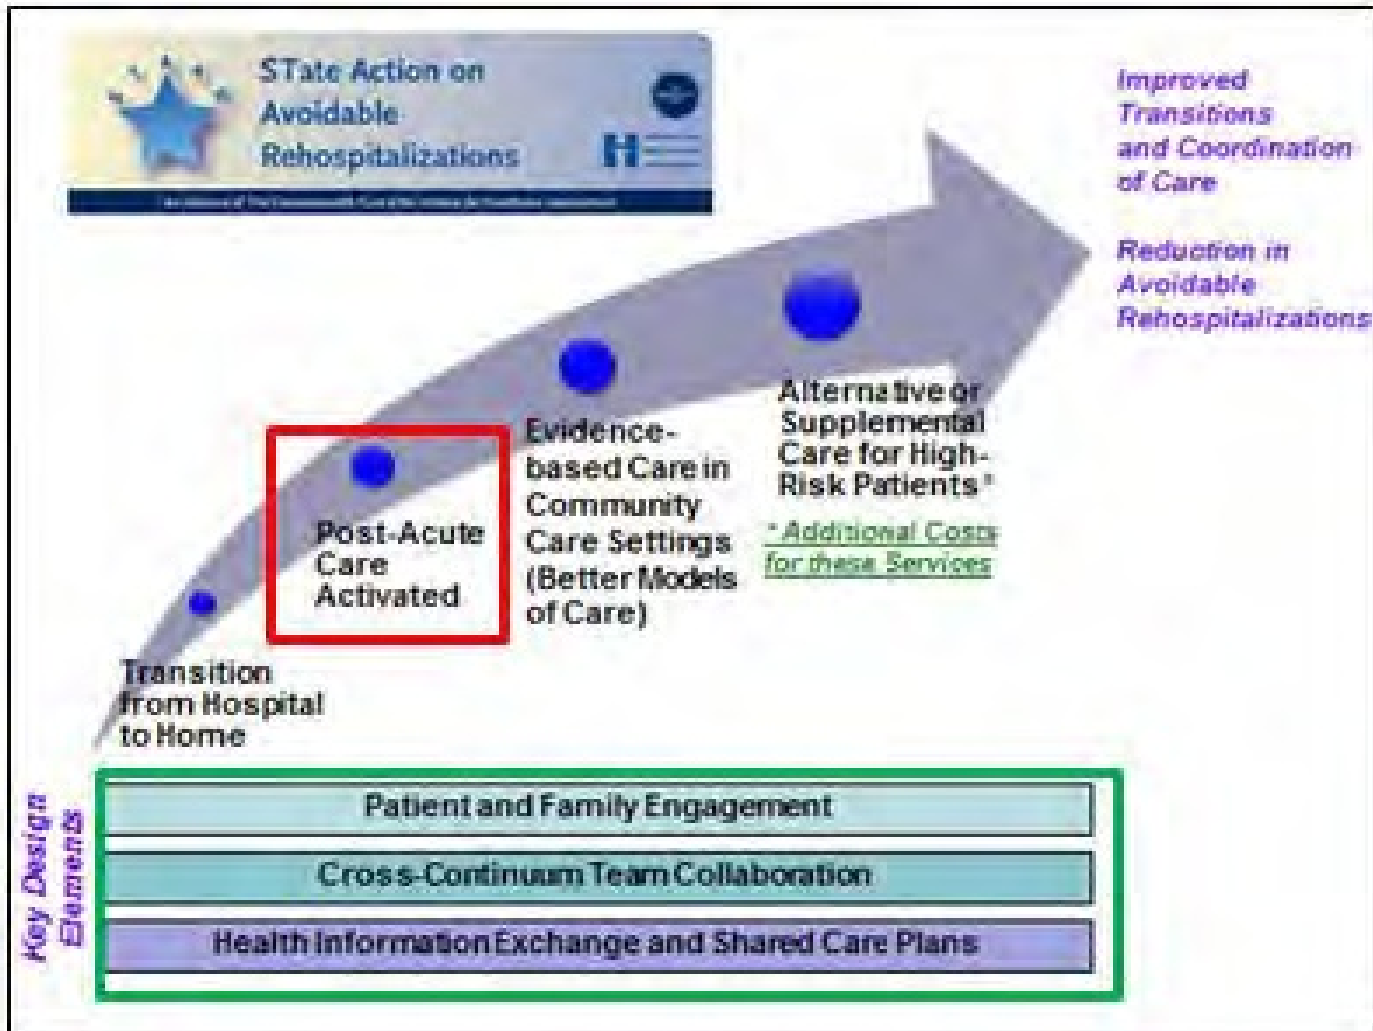 STate Action on
Avoidable
Rehospitalizations
Improved
Transitions
and Coordination
of Care
Reduction in
Avoidable
Rehospitalizations
Alternative or
Supplemental
Care for High-
Risk Patients*
* Additional Costs
for these Services
Evidence-
based Care in
Community
Care Settings
(Better Models
of Care)
Post-Acute
Care
Activated
Transition
from Hospital
to Home
Key Design
Elements
Patient and Family Engagement
Cross-Continuum Team Collaboration
Health Information Exchange and Shared Care Plans